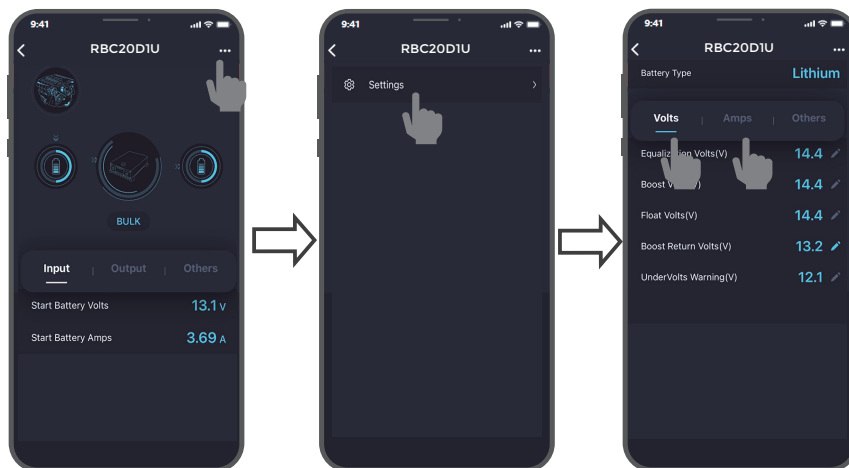 9:41
RBC20D1U
BULK
Input | Output | Others
Start Battery Volts 13.1 V
Start Battery Amps 3.69 A
9:41
RBC20D1U
Settings
9:41
RBC20D1U
Battery Type Lithium
Volts | Amps | Others
Equalization Volts(V) 14.4
Boost V) 14.4
Float Volts(V) 14.4
Boost Return Volts(V) 13.2
UnderVolts Warning(V) 12.1